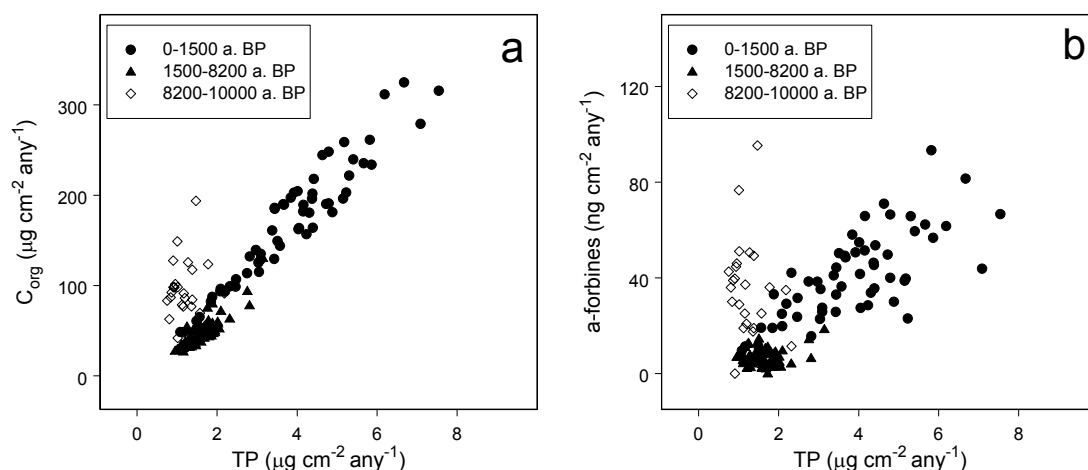 a
0-1500 a. BP
1500-8200 a. BP
8200-10000 a. BP
300
200
100
0
C_org (μg cm⁻² any⁻¹)
0 2 4 6 8
TP (μg cm⁻² any⁻¹)
b
0-1500 a. BP
1500-8200 a. BP
8200-10000 a. BP
120
80
40
0
a-forbines (ng cm⁻² any⁻¹)
0 2 4 6 8
TP (μg cm⁻² any⁻¹)